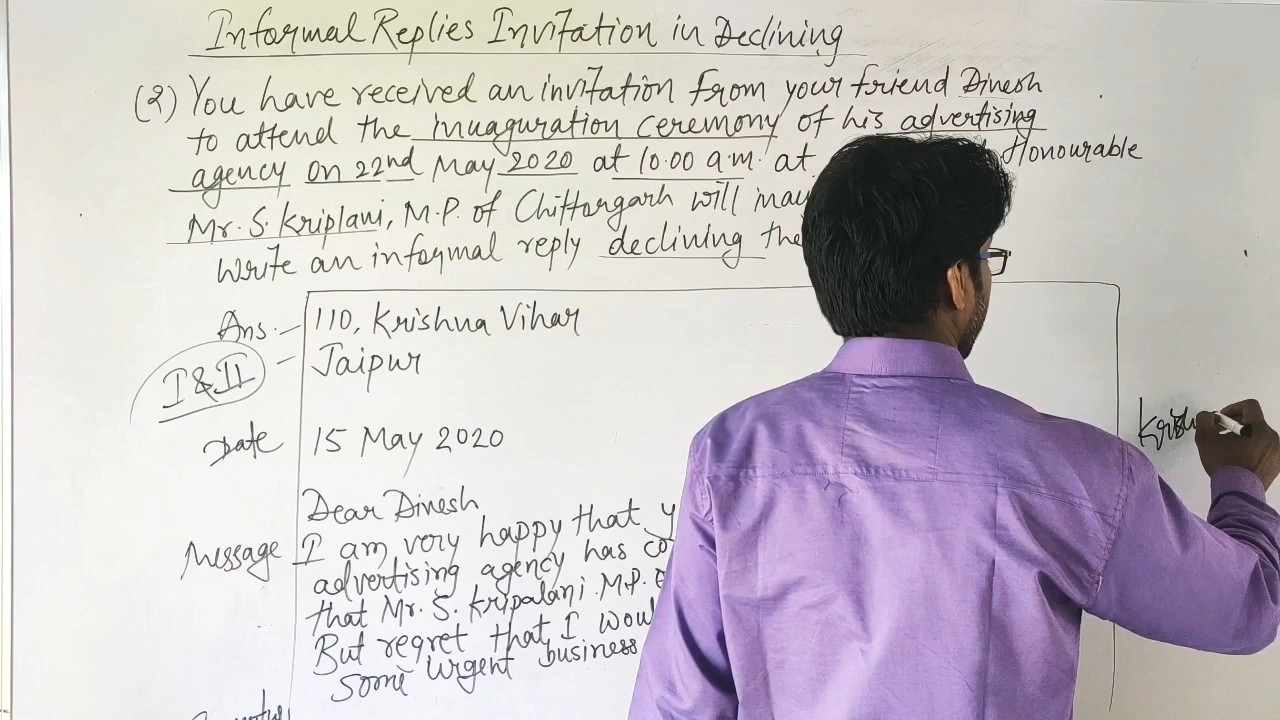 Informal Replies Invitation in Declining
(2) You have received an invitation from your friend Dinesh
to attend the inuaguration ceremony of his advertising
agency on 22nd May 2020 at 10.00 a.m. at Honourable
Mr. S. Kriplani, M.P. of Chittorgarh will
Write an informal reply declining the
Ans.- 110, Krishna Vihar
I & II - Jaipur
Date 15 May 2020
Dear Dinesh
Message I am very happy that
advertising agency has
that Mr. S. Kripalani M.P.
But regret that I
some urgent business